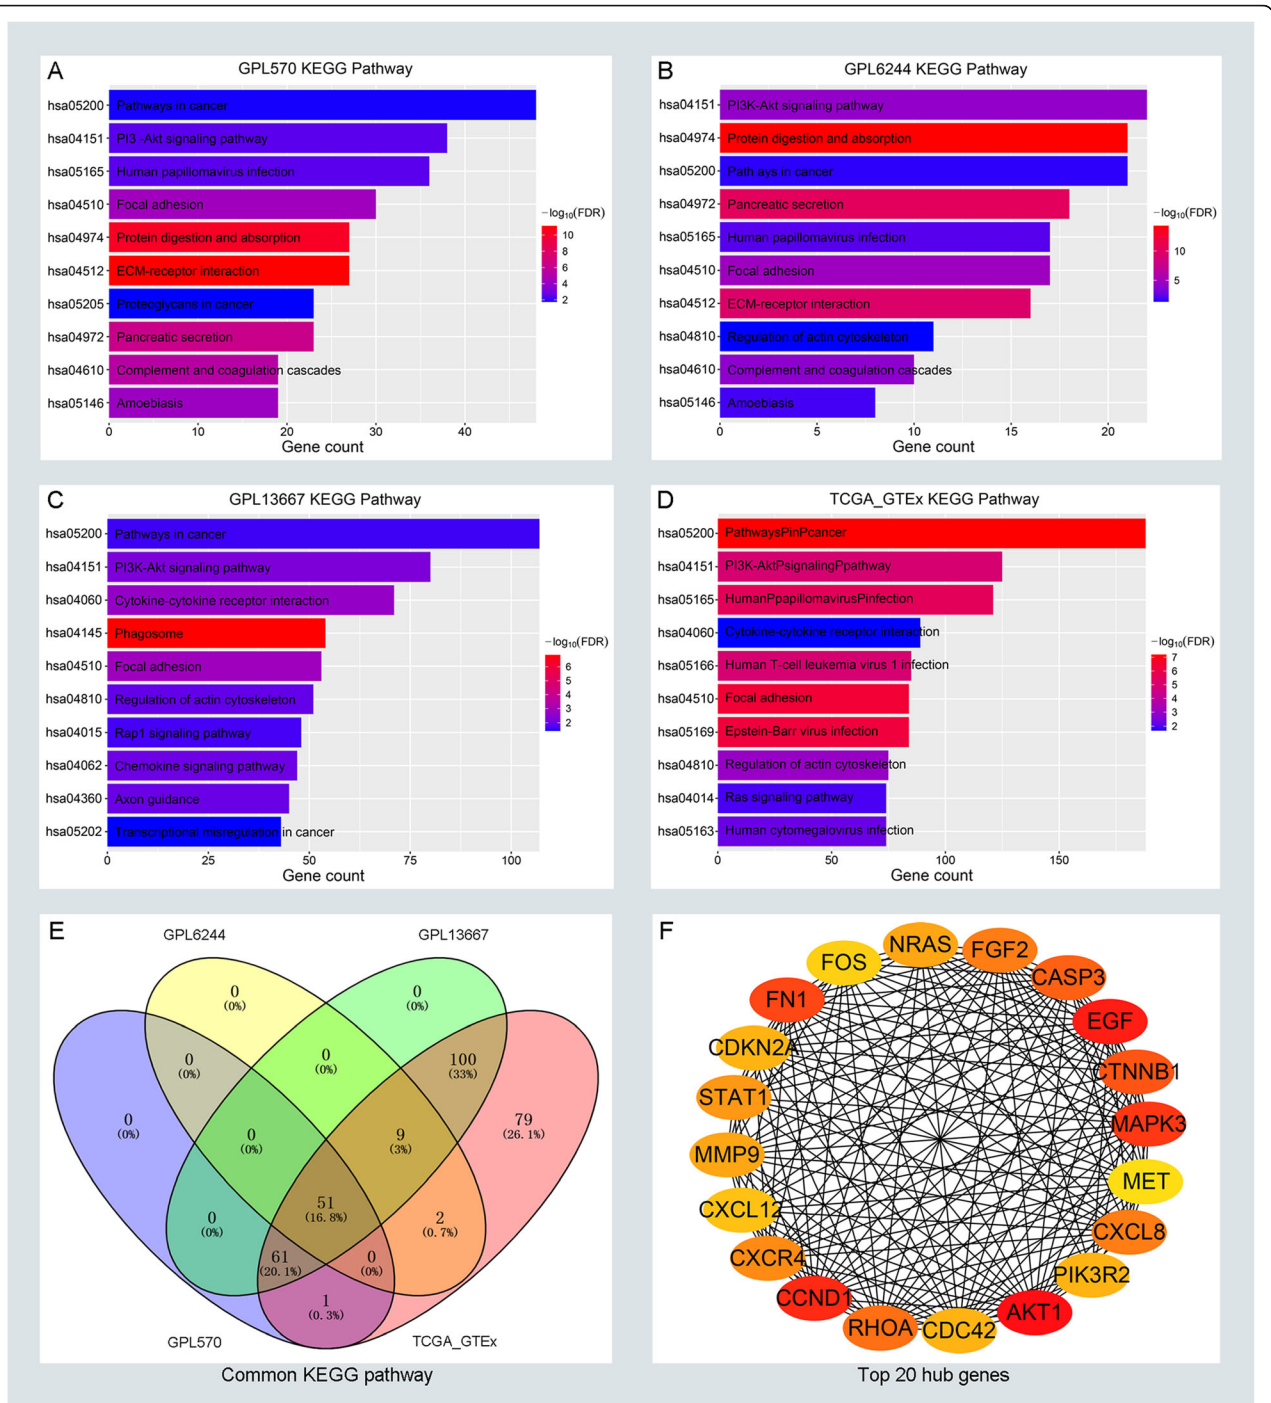 A
GPL570 KEGG Pathway
hsa05200 Pathways in cancer
hsa04151 PI3 -Akt signaling pathway
hsa05165 Human papillomavirus infection
hsa04510 Focal adhesion
hsa04974 Protein digestion and absorption
hsa04512 ECM-receptor interaction
hsa05205 Proteoglycans in cancer
hsa04972 Pancreatic secretion
hsa04610 Complement and coagulation cascades
hsa05146 Amoebiasis
0 10 20 30 40
Gene count
−log10(FDR)
10
8
6
4
2
B
GPL6244 KEGG Pathway
hsa04151 PI3K-Akt signaling pathway
hsa04974 Protein digestion and absorption
hsa05200 Path ays in cancer
hsa04972 Pancreatic secretion
hsa05165 Human papillomavirus infection
hsa04510 Focal adhesion
hsa04512 ECM-receptor interaction
hsa04810 Regulation of actin cytoskeleton
hsa04610 Complement and coagulation cascades
hsa05146 Amoebiasis
0 5 10 15 20
Gene count
−log10(FDR)
10
5
C
GPL13667 KEGG Pathway
hsa05200 Pathways in cancer
hsa04151 PI3K-Akt signaling pathway
hsa04060 Cytokine-cytokine receptor interaction
hsa04145 Phagosome
hsa04510 Focal adhesion
hsa04810 Regulation of actin cytoskeleton
hsa04015 Rap1 signaling pathway
hsa04062 Chemokine signaling pathway
hsa04360 Axon guidance
hsa05202 Transcriptional misregulation in cancer
0 25 50 75 100
Gene count
−log10(FDR)
6
5
4
3
2
D
TCGA_GTEx KEGG Pathway
hsa05200 PathwaysPinPcancer
hsa04151 PI3K-AktPsignalingPpathway
hsa05165 HumanPpapillomavirusPinfection
hsa04060 Cytokine-cytokine receptor interaction
hsa05166 Human T-cell leukemia virus 1 infection
hsa04510 Focal adhesion
hsa05169 Epstein-Barr virus infection
hsa04810 Regulation of actin cytoskeleton
hsa04014 Ras signaling pathway
hsa05163 Human cytomegalovirus infection
0 50 100 150
Gene count
−log10(FDR)
7
6
5
4
3
2
E
GPL6244 GPL13667
0 0
(0%) (0%)
0 0 100
(0%) (0%) (33%)
0 0 9 79
(0%) (0%) (3%) (26.1%)
51
(16.8%)
0 2
(0%) (0.7%)
61 0
(20.1%) (0%)
1
(0.3%)
GPL570 TCGA_GTEx
Common KEGG pathway
F
NRAS
FGF2
FOS
CASP3
FN1
EGF
CDKN2A
CTNNB1
STAT1
MAPK3
MMP9
MET
CXCL12
CXCL8
CXCR4
PIK3R2
CCND1
AKT1
RHOA
CDC42
Top 20 hub genes